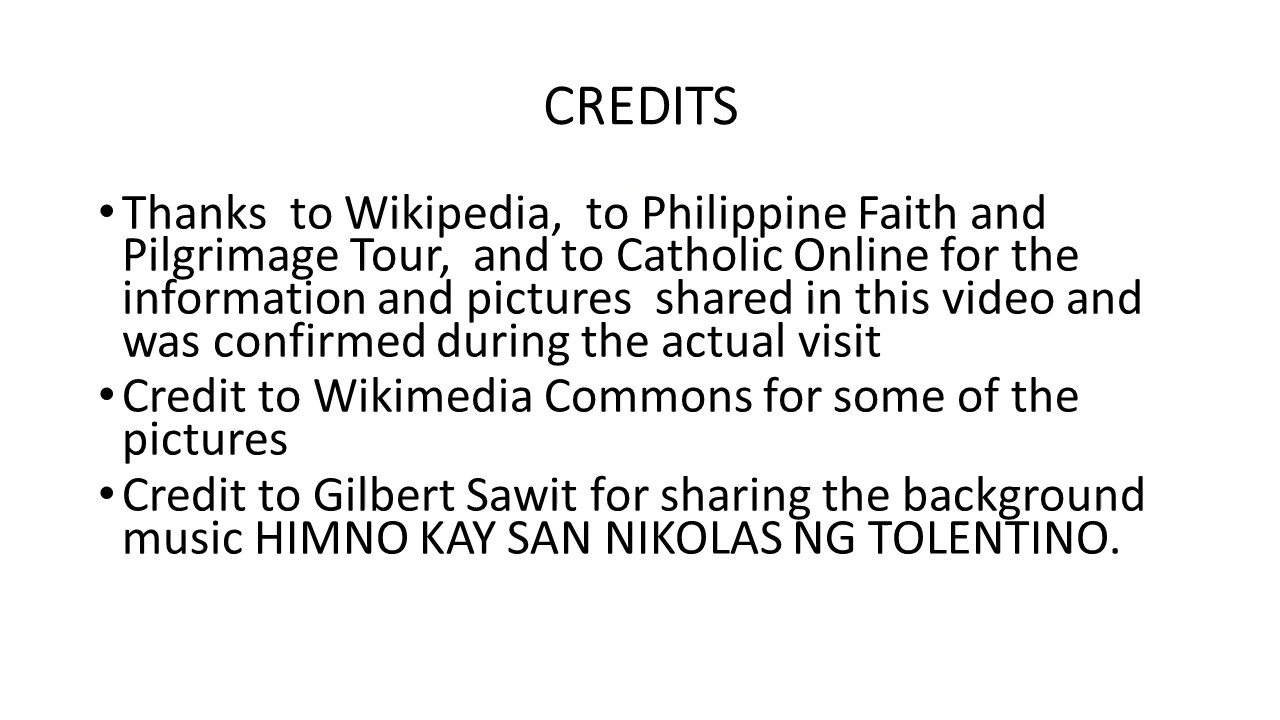 CREDITS
• Thanks  to Wikipedia,  to Philippine Faith and
Pilgrimage Tour,  and to Catholic Online for the
information and pictures  shared in this video and
was confirmed during the actual visit
• Credit to Wikimedia Commons for some of the
pictures
• Credit to Gilbert Sawit for sharing the background
music HIMNO KAY SAN NIKOLAS NG TOLENTINO.